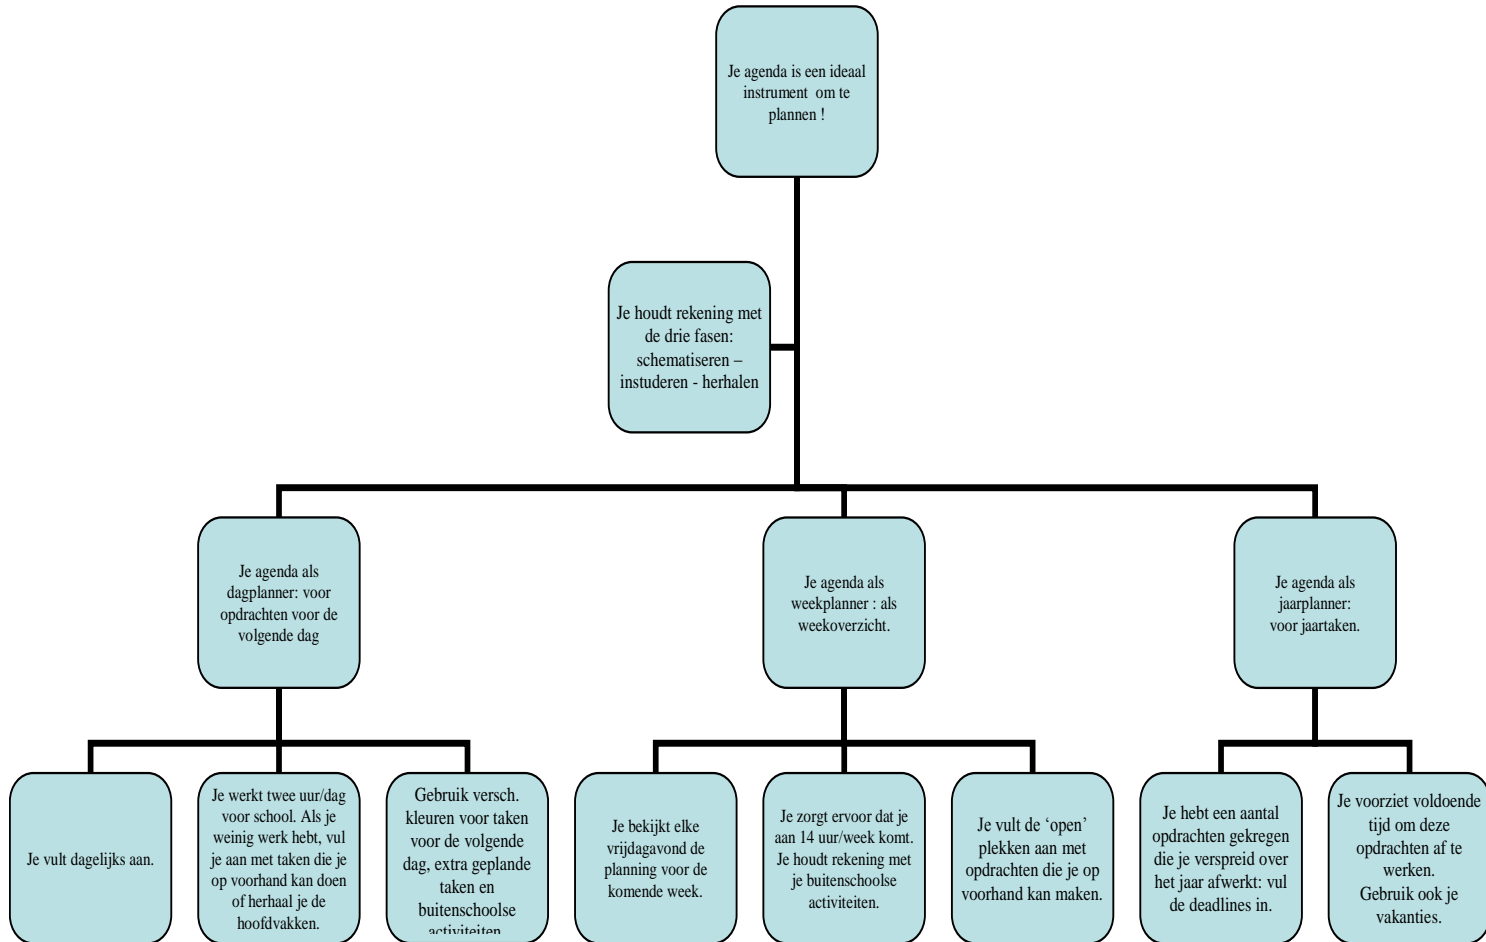 Je agenda is een ideaal
instrument om te
plannen !
Je houdt rekening met
de drie fasen:
schematiseren –
instuderen - herhalen
Je agenda als
dagplanner: voor
opdrachten voor de
volgende dag
Je agenda als
weekplanner : als
weekoverzicht.
Je agenda als
jaarplanner:
voor jaartaken.
Je vult dagelijks aan.
Je werkt twee uur/dag
voor school. Als je
weinig werk hebt, vul
je aan met taken die je
op voorhand kan doen
of herhaal je de
hoofdvakken.
Gebruik versch.
kleuren voor taken
voor de volgende
dag, extra geplande
taken en
buitenschoolse
activiteiten
Je bekijkt elke
vrijdagavond de
planning voor de
komende week.
Je zorgt ervoor dat je
aan 14 uur/week komt.
Je houdt rekening met
je buitenschoolse
activiteiten.
Je vult de ‘open’
plekken aan met
opdrachten die je op
voorhand kan maken.
Je hebt een aantal
opdrachten gekregen
die je verspreid over
het jaar afwerkt: vul
de deadlines in.
Je voorziet voldoende
tijd om deze
opdrachten af te
werken.
Gebruik ook je
vakanties.